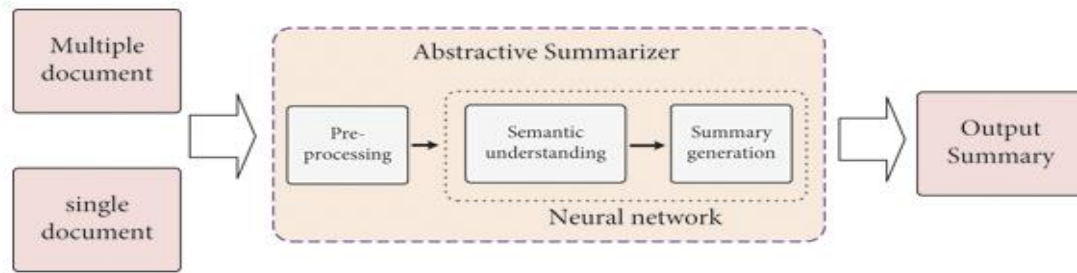 Multiple
document
single
document
Abstractive Summarizer
Pre-
processing
Semantic
understanding
Summary
generation
Neural network
Output
Summary